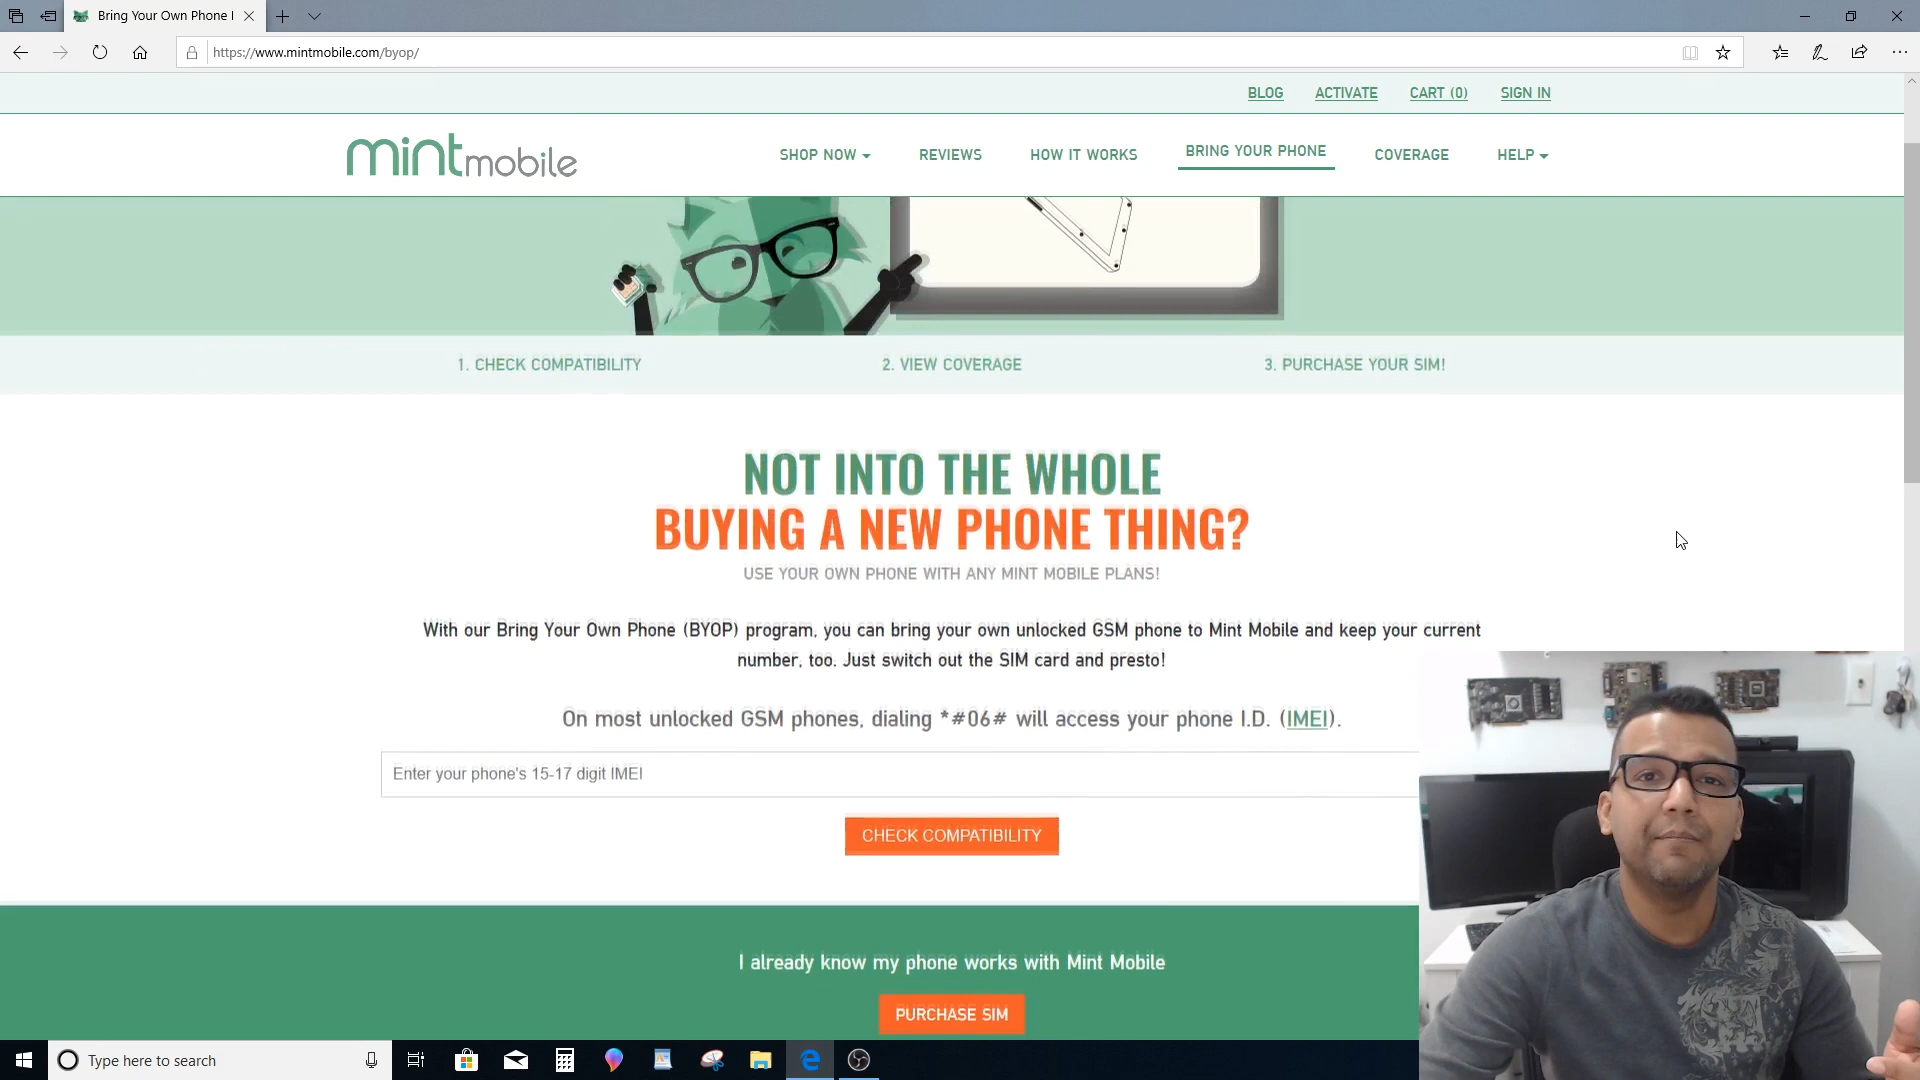 Bring Your Own Phone I
https://www.mintmobile.com/byop/
BLOG ACTIVATE CART (0) SIGN IN
mintmobile
SHOP NOW REVIEWS HOW IT WORKS BRING YOUR PHONE COVERAGE HELP
1. CHECK COMPATIBILITY 2. VIEW COVERAGE 3. PURCHASE YOUR SIM!
NOT INTO THE WHOLE
BUYING A NEW PHONE THING?
USE YOUR OWN PHONE WITH ANY MINT MOBILE PLANS!
With our Bring Your Own Phone (BYOP) program, you can bring your own unlocked GSM phone to Mint Mobile and keep your current
number, too. Just switch out the SIM card and presto!
On most unlocked GSM phones, dialing *#06# will access your phone I.D. (IMEI).
Enter your phone's 15-17 digit IMEI
CHECK COMPATIBILITY
I already know my phone works with Mint Mobile
PURCHASE SIM
Type here to search